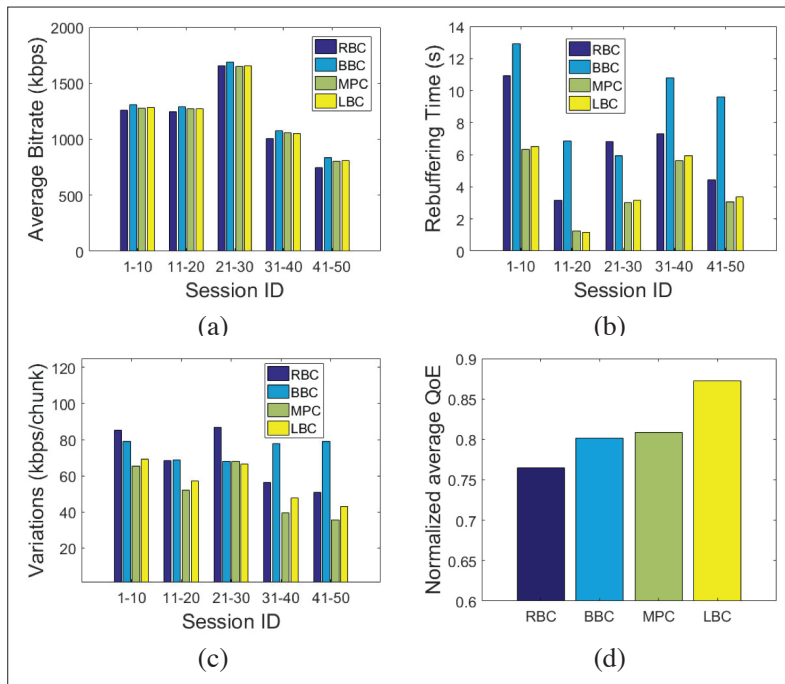 Average Bitrate (kbps)
2000
1500
1000
500
0
RBC
BBC
MPC
LBC
1-10 11-20 21-30 31-40 41-50
Session ID
(a)
Rebuffering Time (s)
14
12
10
8
6
4
2
0
RBC
BBC
MPC
LBC
1-10 11-20 21-30 31-40 41-50
Session ID
(b)
Variations (kbps/chunk)
120
100
80
60
40
20
RBC
BBC
MPC
LBC
1-10 11-20 21-30 31-40 41-50
Session ID
(c)
Normalized average QoE
0.9
0.85
0.8
0.75
0.7
0.65
0.6
RBC BBC MPC LBC
(d)